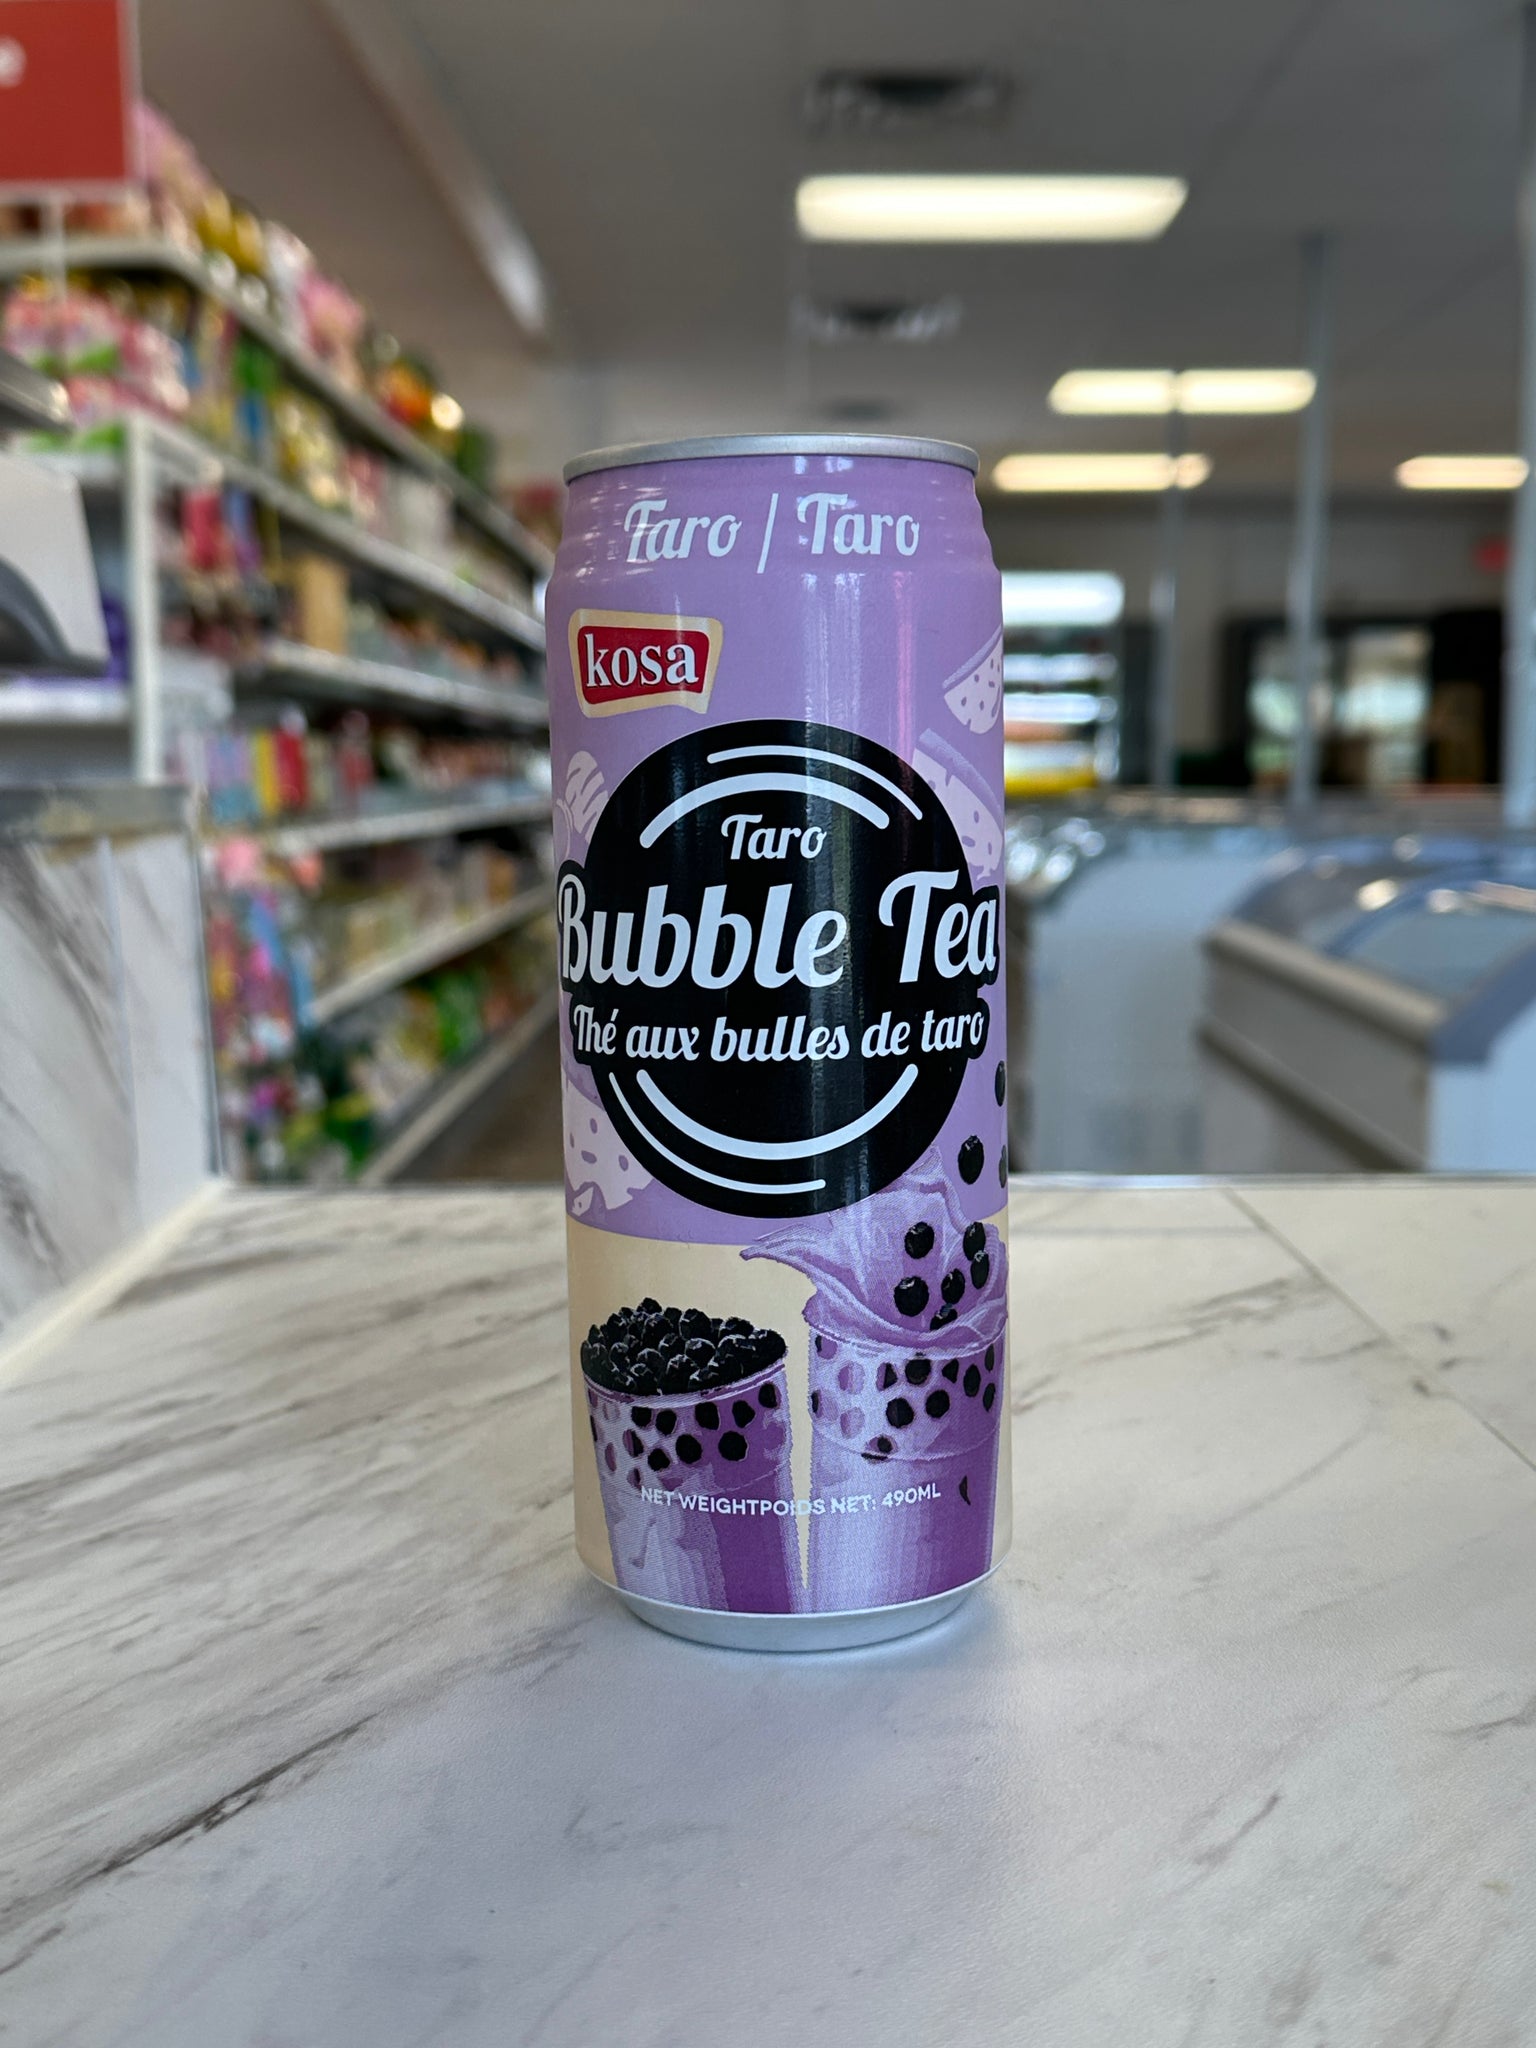 Taro / Taro
kosa
Taro
Bubble Tea
Thé aux bulles de taro
NET WEIGHTPOIDS NET: 490ML